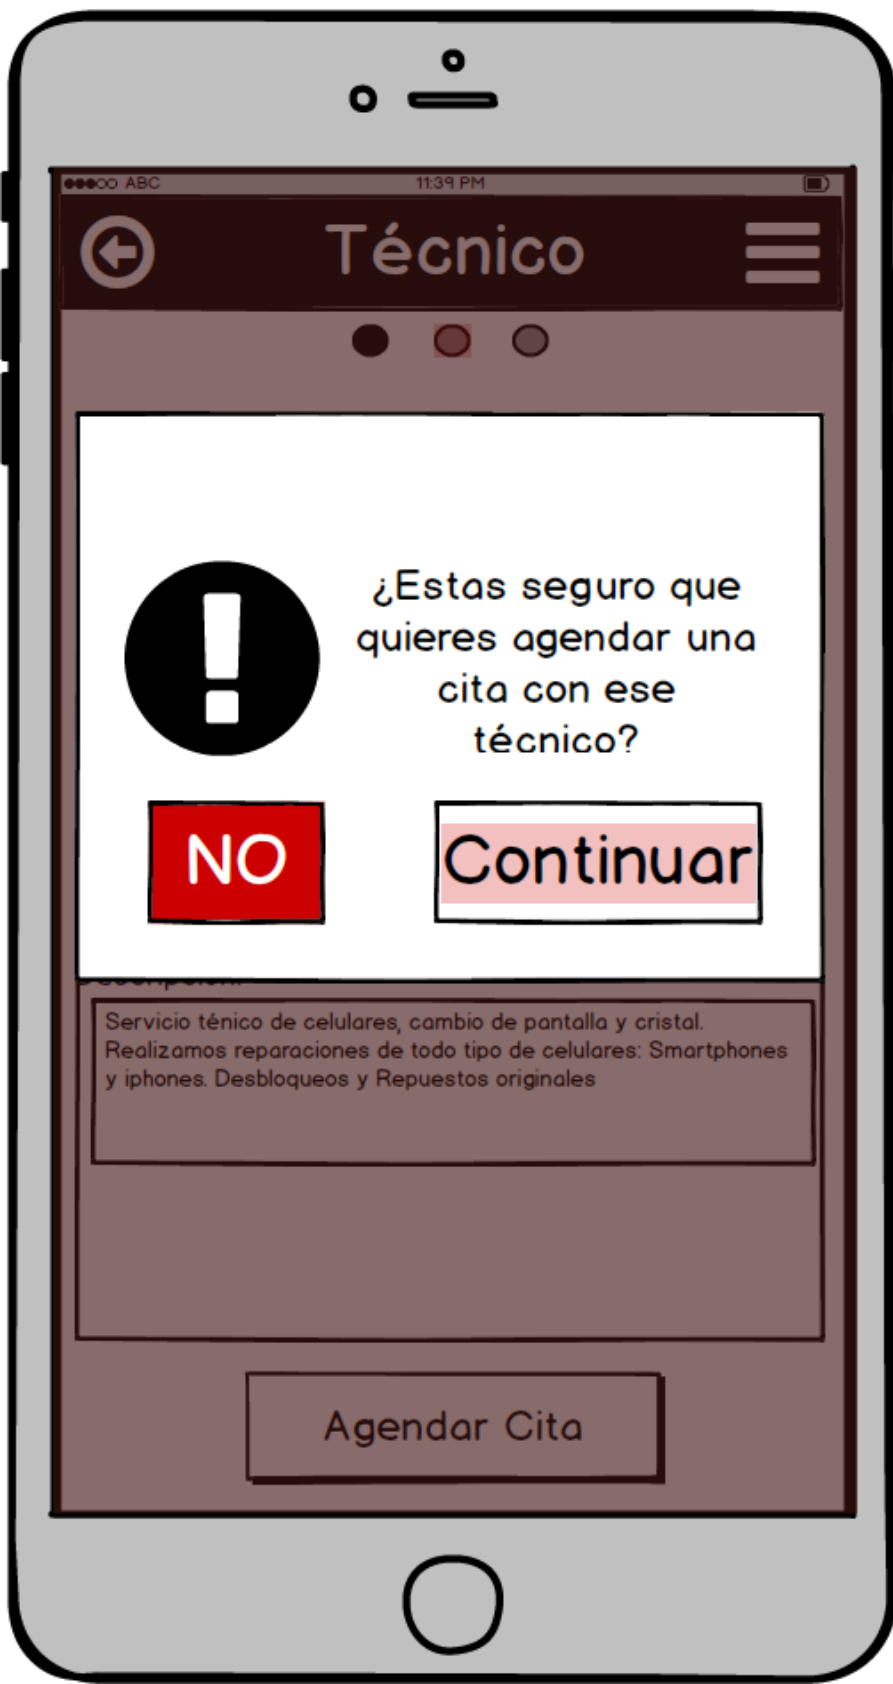 ABC 11:39 PM
Técnico
¿Estas seguro que
quieres agendar una
cita con ese
técnico?
NO
Continuar
Servicio ténico de celulares, cambio de pantalla y cristal.
Realizamos reparaciones de todo tipo de celulares: Smartphones
y iphones. Desbloqueos y Repuestos originales
Agendar Cita